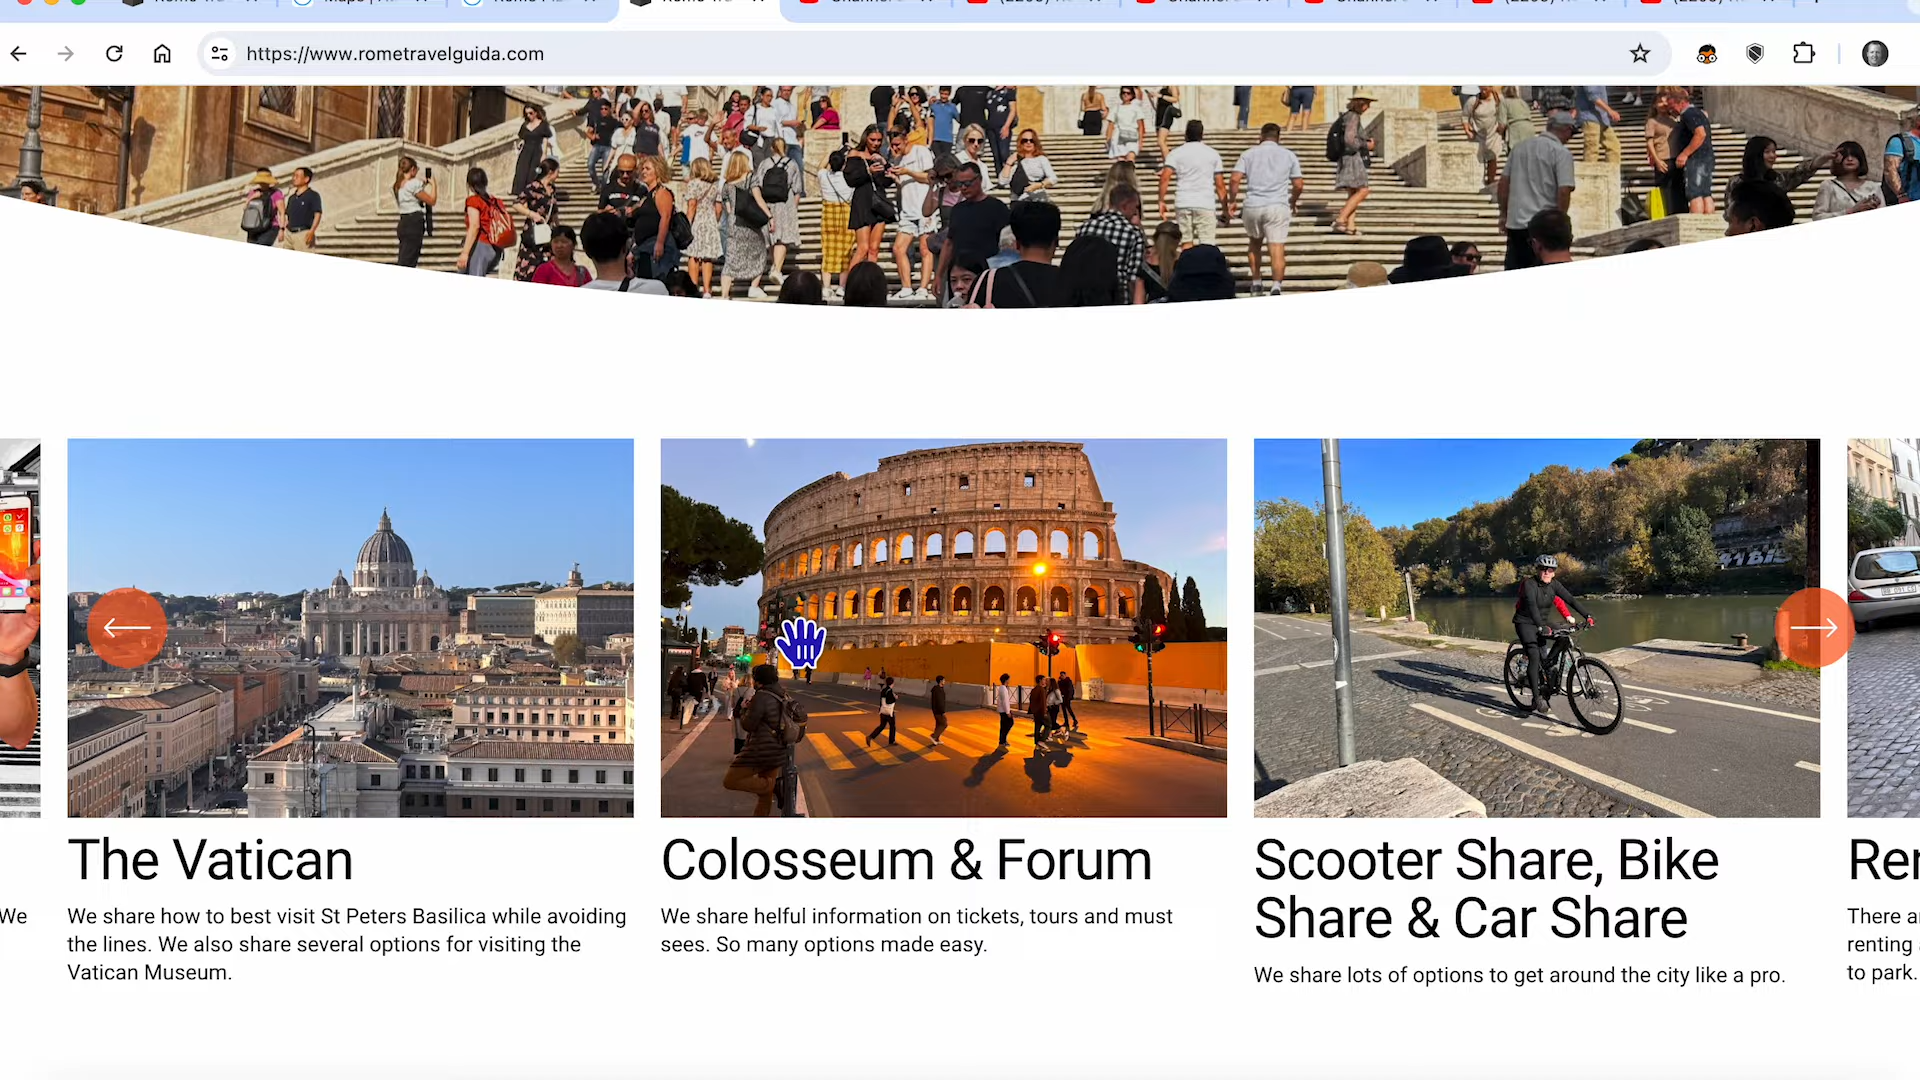 https://www.rometravelguida.com
The Vatican
We share how to best visit St Peters Basilica while avoiding
the lines. We also share several options for visiting the
Vatican Museum.
Colosseum & Forum
We share helful information on tickets, tours and must
sees. So many options made easy.
Scooter Share, Bike
Share & Car Share
We share lots of options to get around the city like a pro.
We
There
renting
to park.